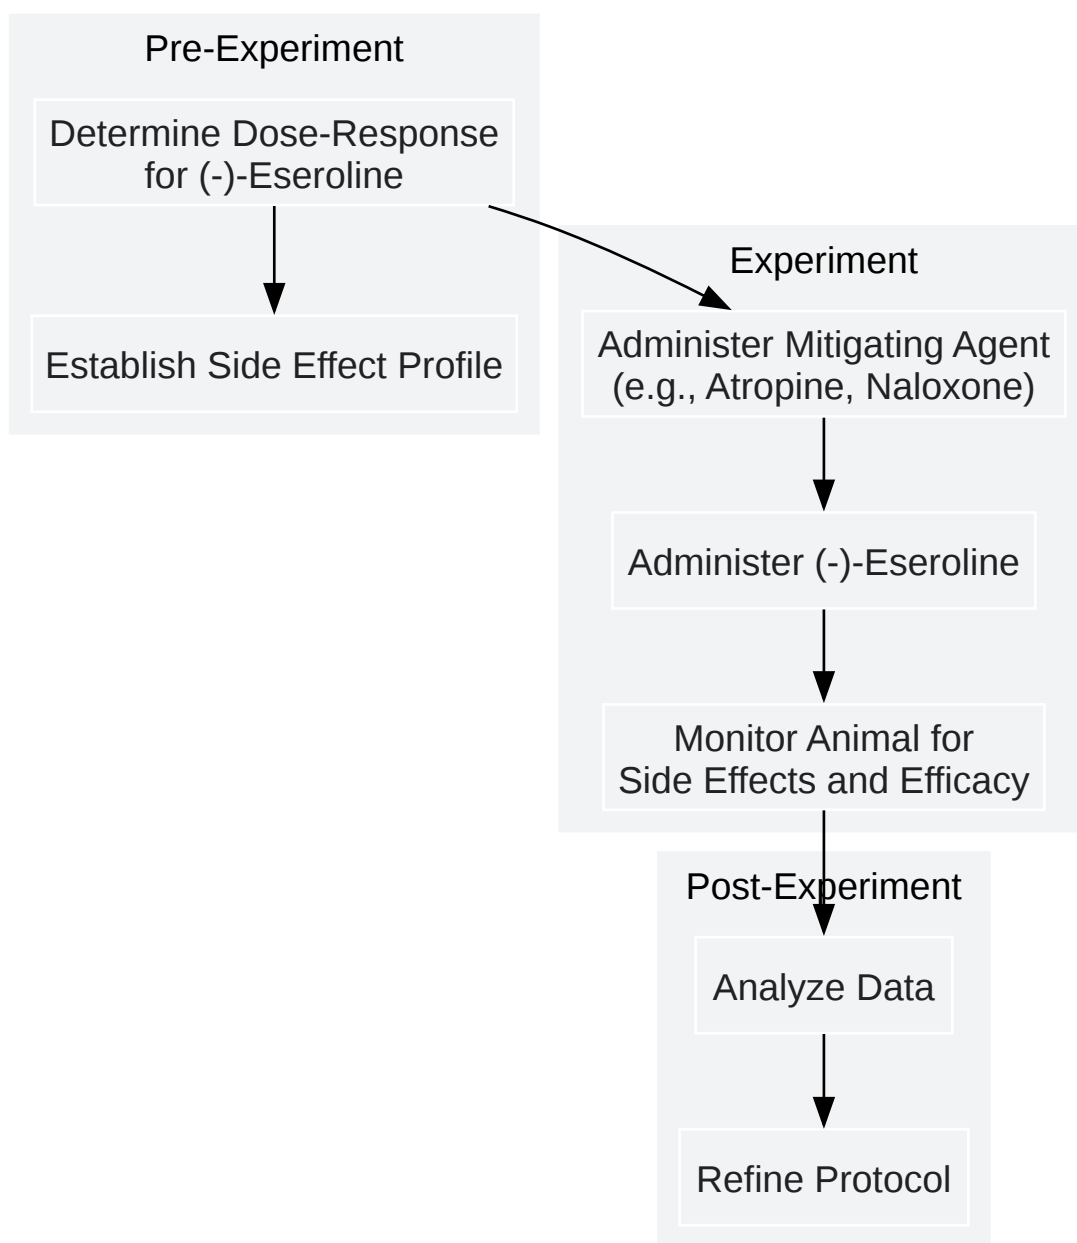 Pre-Experiment
Determine Dose-Response
for (-)-Eseroline
Establish Side Effect Profile
Experiment
Administer Mitigating Agent
(e.g., Atropine, Naloxone)
Administer (-)-Eseroline
Monitor Animal for
Side Effects and Efficacy
Post-Experiment
Analyze Data
Refine Protocol